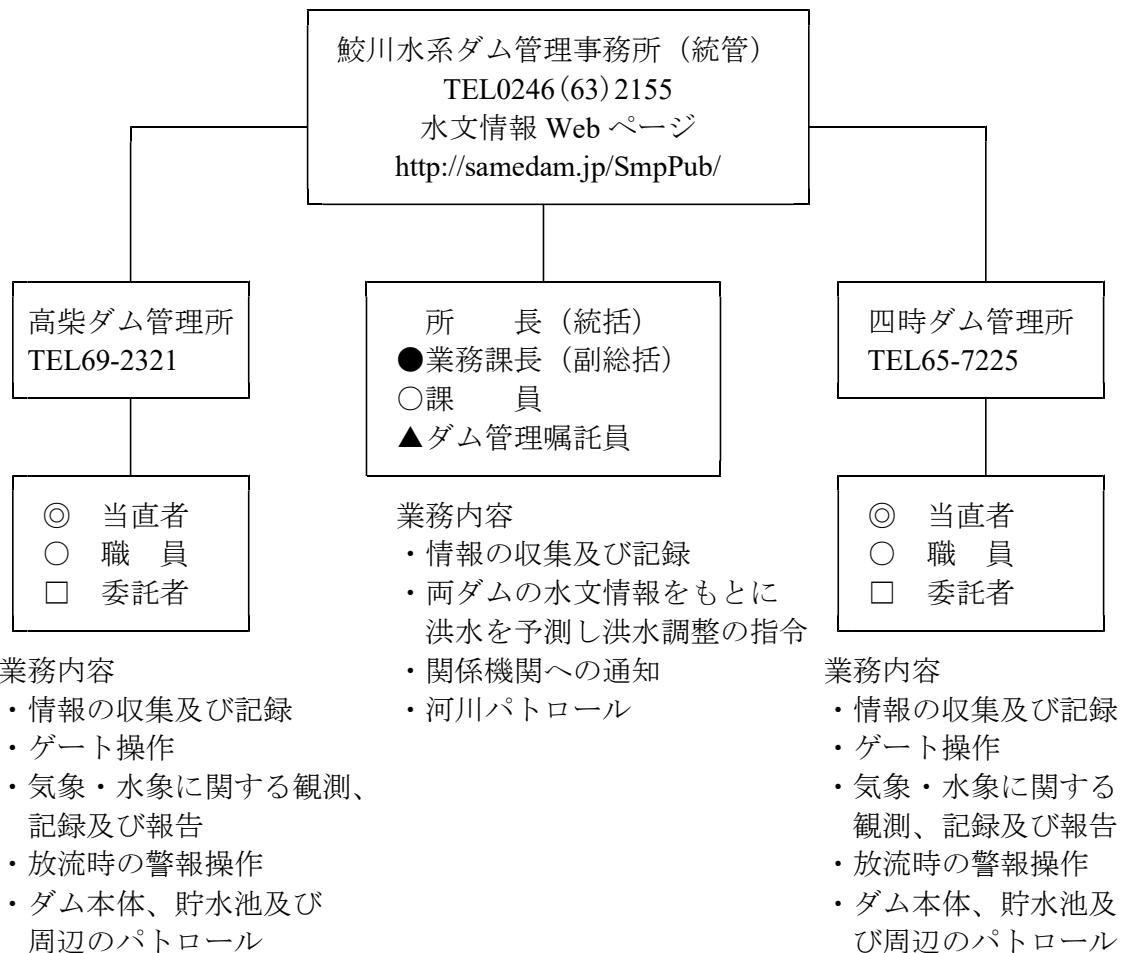 鮫川水系ダム管理事務所（統管）
TEL0246(63)2155
水文情報 Web ページ
http://samedam.jp/SmpPub/
高柴ダム管理所
TEL69-2321
所　　長（統括）
●業務課長（副総括）
○課　　員
▲ダム管理嘱託員
四時ダム管理所
TEL65-7225
◎　当直者
○　職　員
□　委託者
業務内容
・情報の収集及び記録
・ゲート操作
・気象・水象に関する観測、
記録及び報告
・放流時の警報操作
・ダム本体、貯水池及び
周辺のパトロール
業務内容
・情報の収集及び記録
・両ダムの水文情報をもとに
洪水を予測し洪水調整の指令
・関係機関への通知
・河川パトロール
◎　当直者
○　職　員
□　委託者
業務内容
・情報の収集及び記録
・ゲート操作
・気象・水象に関する
観測、記録及び報告
・放流時の警報操作
・ダム本体、貯水池及
び周辺のパトロール